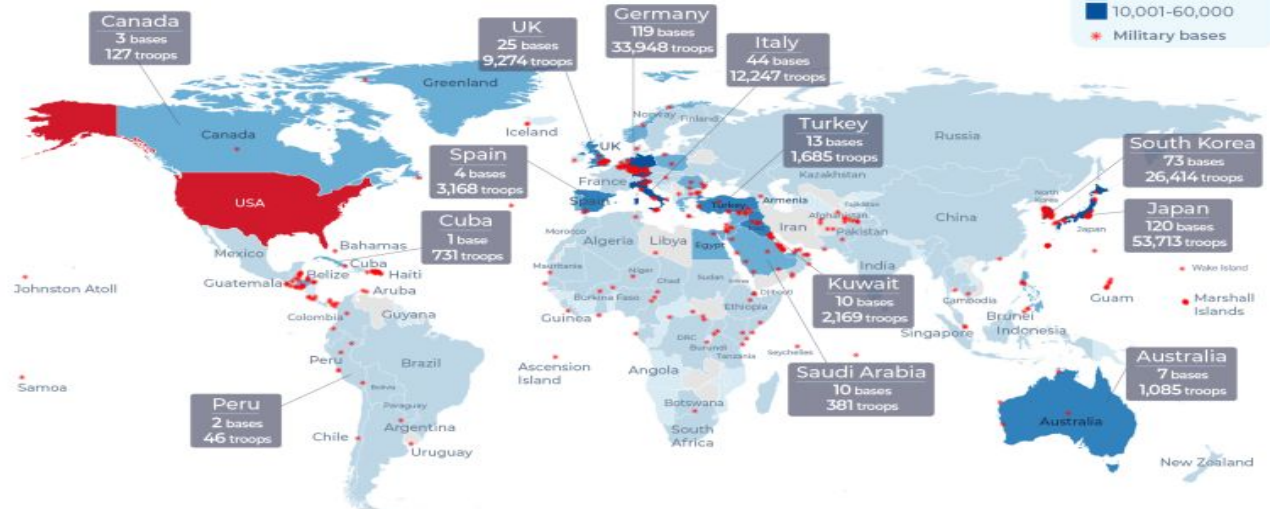 10,001-60,000
Military bases
Canada
3 bases
127 troops
UK
25 bases
9,274 troops
Germany
119 bases
33,948 troops
Italy
44 bases
12,247 troops
Greenland
Iceland
Norway
Finland
Russia
Canada
UK
Turkey
13 bases
1,685 troops
South Korea
73 bases
26,414 troops
Spain
4 bases
3,168 troops
France
Kazakhstan
USA
Spain
Turkey
Armenia
Tajikistan
North Korea
Japan
120 bases
53,713 troops
Cuba
1 base
731 troops
Morocco
Algeria
Libya
Egypt
Iran
Afghanistan
Pakistan
China
Japan
Mexico
Bahamas
Cuba
Belize
Haiti
Guatemala
Aruba
Mauritania
Niger
Chad
Sudan
India
Wake Island
Johnston Atoll
Kuwait
10 bases
2,169 troops
Burkina Faso
Djibouti
Ethiopia
Guam
Marshall Islands
Colombia
Guyana
Guinea
Cambodia
Brunei
Singapore
Indonesia
DRC
Burundi
Tanzania
Seychelles
Peru
Brazil
Ascension Island
Angola
Saudi Arabia
10 bases
381 troops
Australia
7 bases
1,085 troops
Samoa
Bolivia
Peru
2 bases
46 troops
Paraguay
Botswana
Australia
Chile
Argentina
Uruguay
South Africa
New Zealand